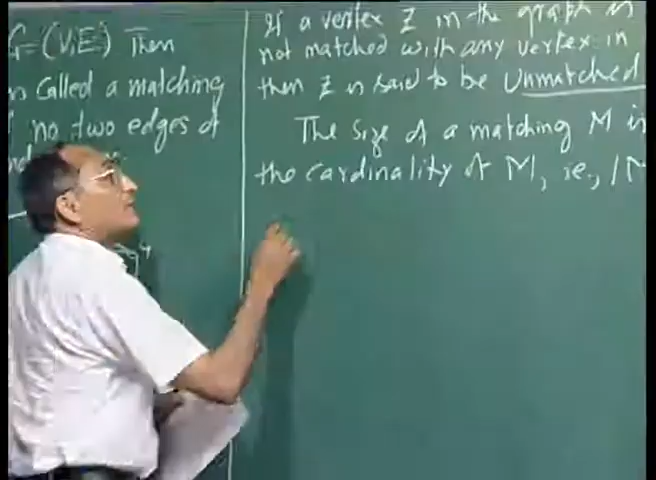 G=(V,E) Then
called a matching
no two edges of
If a vertex Z in the graph is
not matched with any vertex in
then Z is said to be Unmatched
The size of a matching M is
the cardinality of M, ie., |M